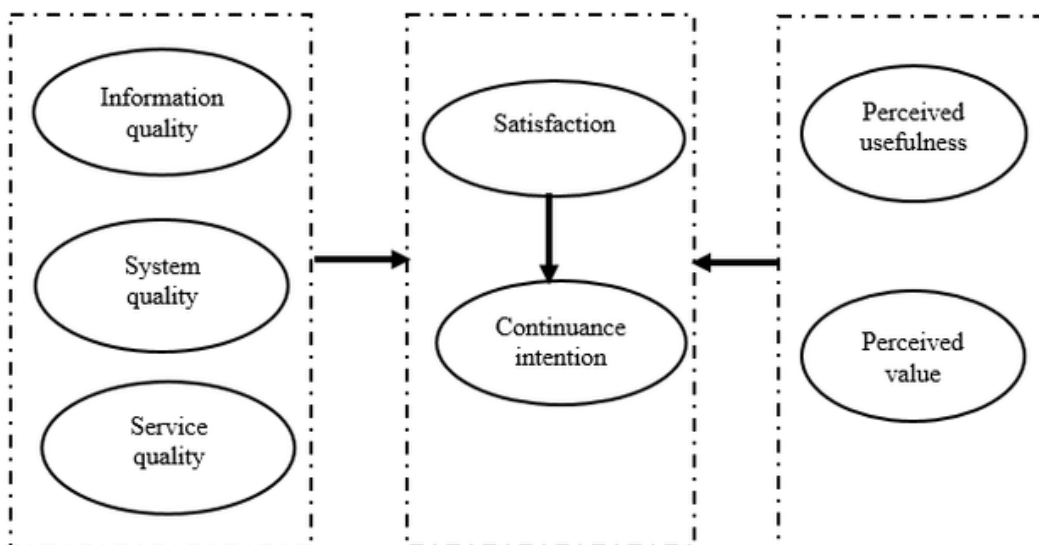 Information
quality
System
quality
Service
quality
Satisfaction
Continuance
intention
Perceived
usefulness
Perceived
value